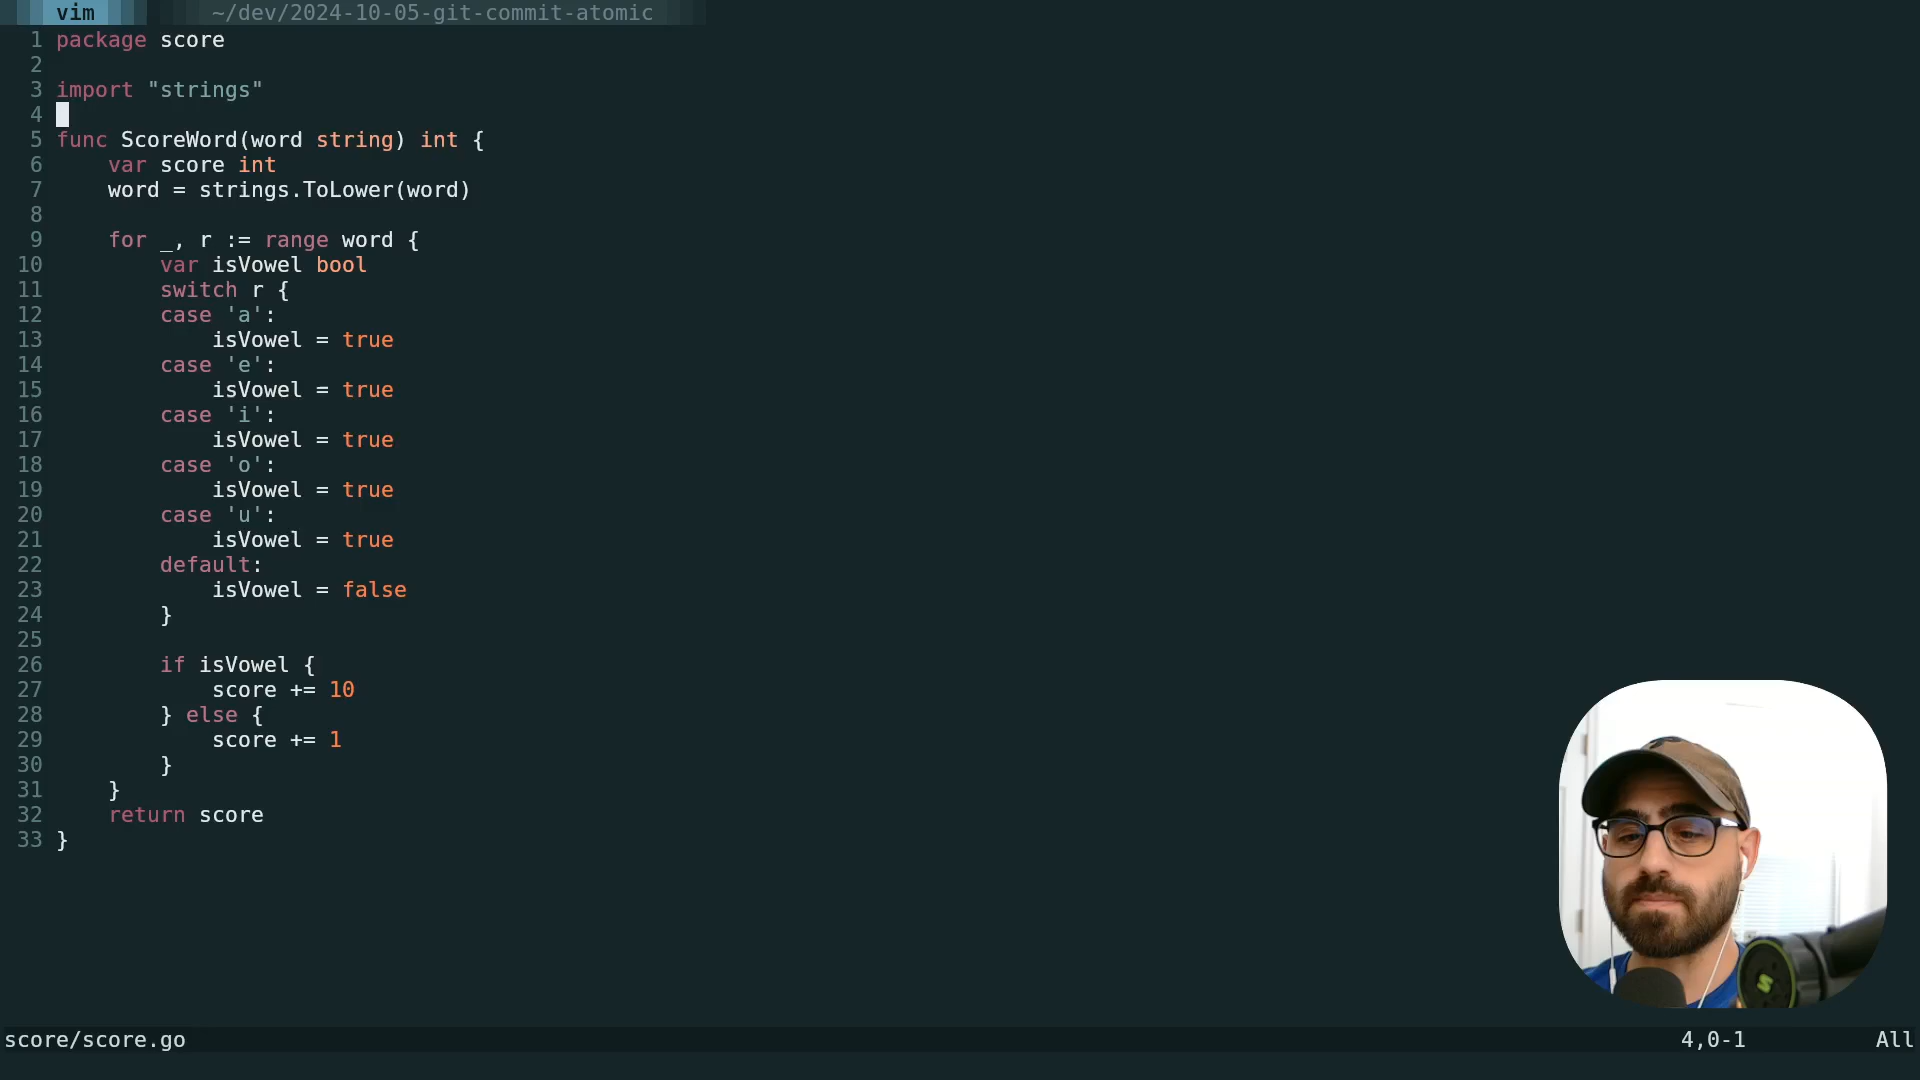 vim ~/dev/2024-10-05-git-commit-atomic
1 package score
2
3 import "strings"
4
5 func ScoreWord(word string) int {
6     var score int
7     word = strings.ToLower(word)
8
9     for _, r := range word {
10         var isVowel bool
11         switch r {
12         case 'a':
13             isVowel = true
14         case 'e':
15             isVowel = true
16         case 'i':
17             isVowel = true
18         case 'o':
19             isVowel = true
20         case 'u':
21             isVowel = true
22         default:
23             isVowel = false
24         }
25
26         if isVowel {
27             score += 10
28         } else {
29             score += 1
30         }
31     }
32     return score
33 }
score/score.go 4,0-1 All